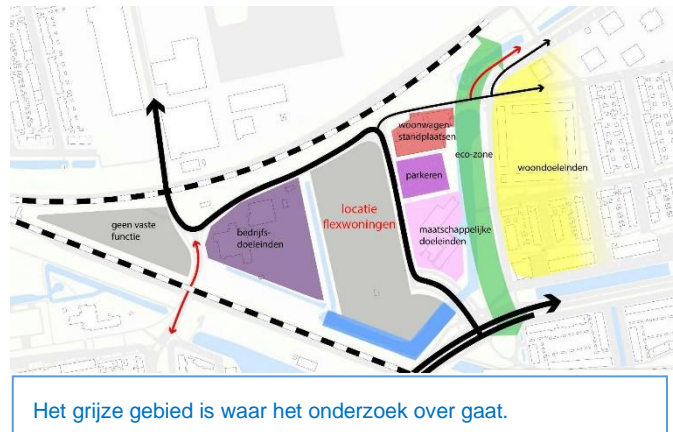 woonwagen-
standplaatsen
eco-zone
parkeren
woondoeleinden
locatie
flexwoningen
geen vaste
functie
bedrijfs-
doeleinden
maatschappelijke
doeleinden
Het grijze gebied is waar het onderzoek over gaat.